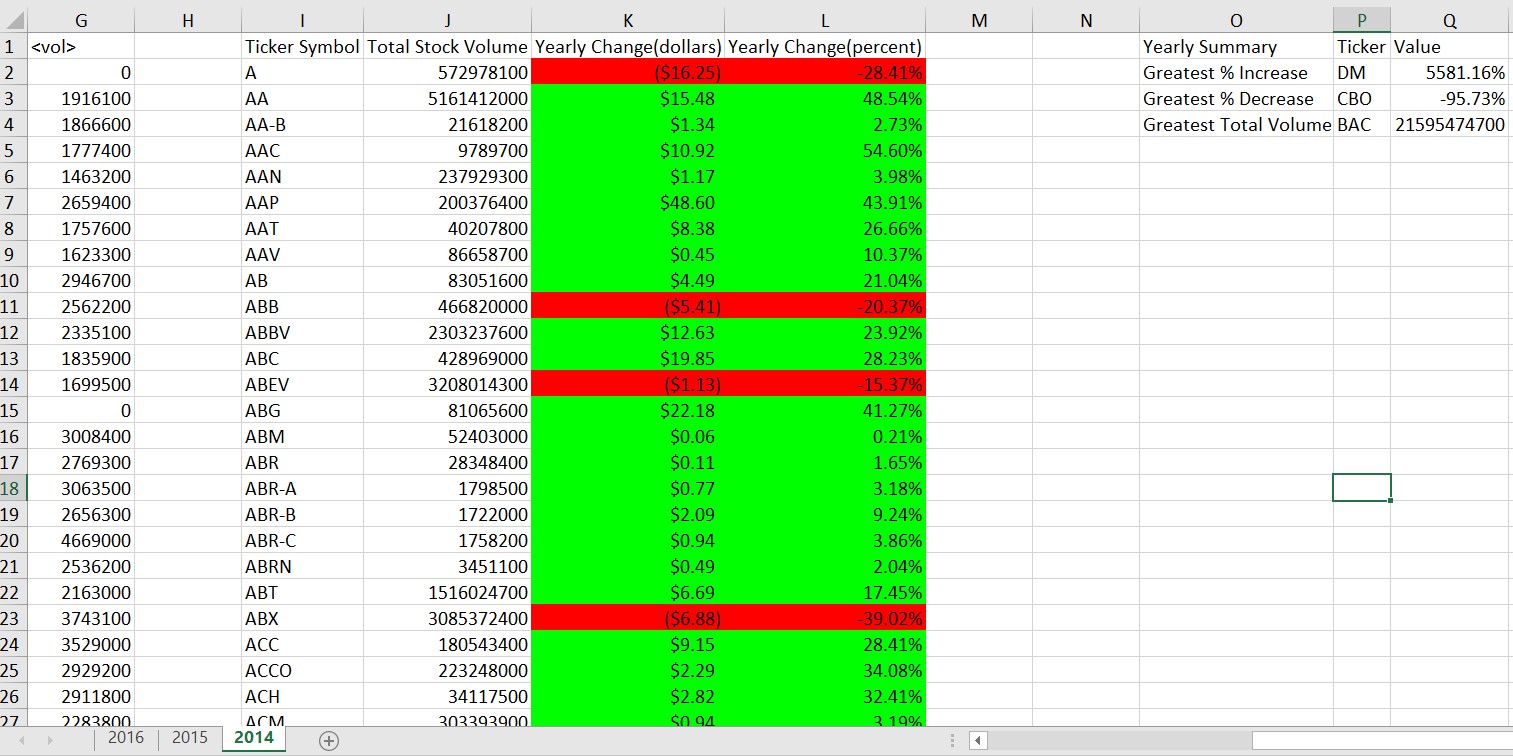 G H I J K L M N O P Q
1 <vol> Ticker Symbol Total Stock Volume Yearly Change(dollars) Yearly Change(percent) Yearly Summary Ticker Value
2 0 A 572978100 ($16.25) -28.41% Greatest % Increase DM 5581.16%
3 1916100 AA 5161412000 $15.48 48.54% Greatest % Decrease CBO -95.73%
4 1866600 AA-B 21618200 $1.34 2.73% Greatest Total Volume BAC 21595474700
5 1777400 AAC 9789700 $10.92 54.60%
6 1463200 AAN 237929300 $1.17 3.98%
7 2659400 AAP 200376400 $48.60 43.91%
8 1757600 AAT 40207800 $8.38 26.66%
9 1623300 AAV 86658700 $0.45 10.37%
10 2946700 AB 83051600 $4.49 21.04%
11 2562200 ABB 466820000 ($5.41) -20.37%
12 2335100 ABBV 2303237600 $12.63 23.92%
13 1835900 ABC 428969000 $19.85 28.23%
14 1699500 ABEV 3208014300 ($1.13) -15.37%
15 0 ABG 81065600 $22.18 41.27%
16 3008400 ABM 52403000 $0.06 0.21%
17 2769300 ABR 28348400 $0.11 1.65%
18 3063500 ABR-A 1798500 $0.77 3.18%
19 2656300 ABR-B 1722000 $2.09 9.24%
20 4669000 ABR-C 1758200 $0.94 3.86%
21 2536200 ABRN 3451100 $0.49 2.04%
22 2163000 ABT 1516024700 $6.69 17.45%
23 3743100 ABX 3085372400 ($6.88) -39.02%
24 3529000 ACC 180543400 $9.15 28.41%
25 2929200 ACCO 223248000 $2.29 34.08%
26 2911800 ACH 34117500 $2.82 32.41%
27 2283800 ACM 303393900 $0.94 3.19%
2016 2015 2014